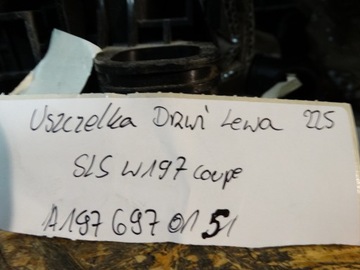 Uszczelka Drzwi Lewa 225
SLS W197 coupe
A197 697 01 51